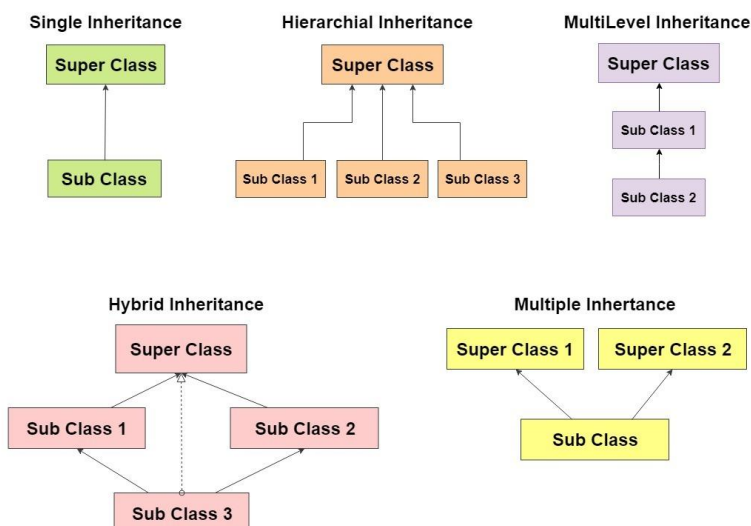 Single Inheritance
Hierarchial Inheritance
MultiLevel Inheritance
Super Class
Super Class
Super Class
Sub Class 1
Sub Class
Sub Class 1
Sub Class 2
Sub Class 3
Sub Class 2
Hybrid Inheritance
Multiple Inhertance
Super Class
Super Class 1
Super Class 2
Sub Class 1
Sub Class 2
Sub Class
Sub Class 3